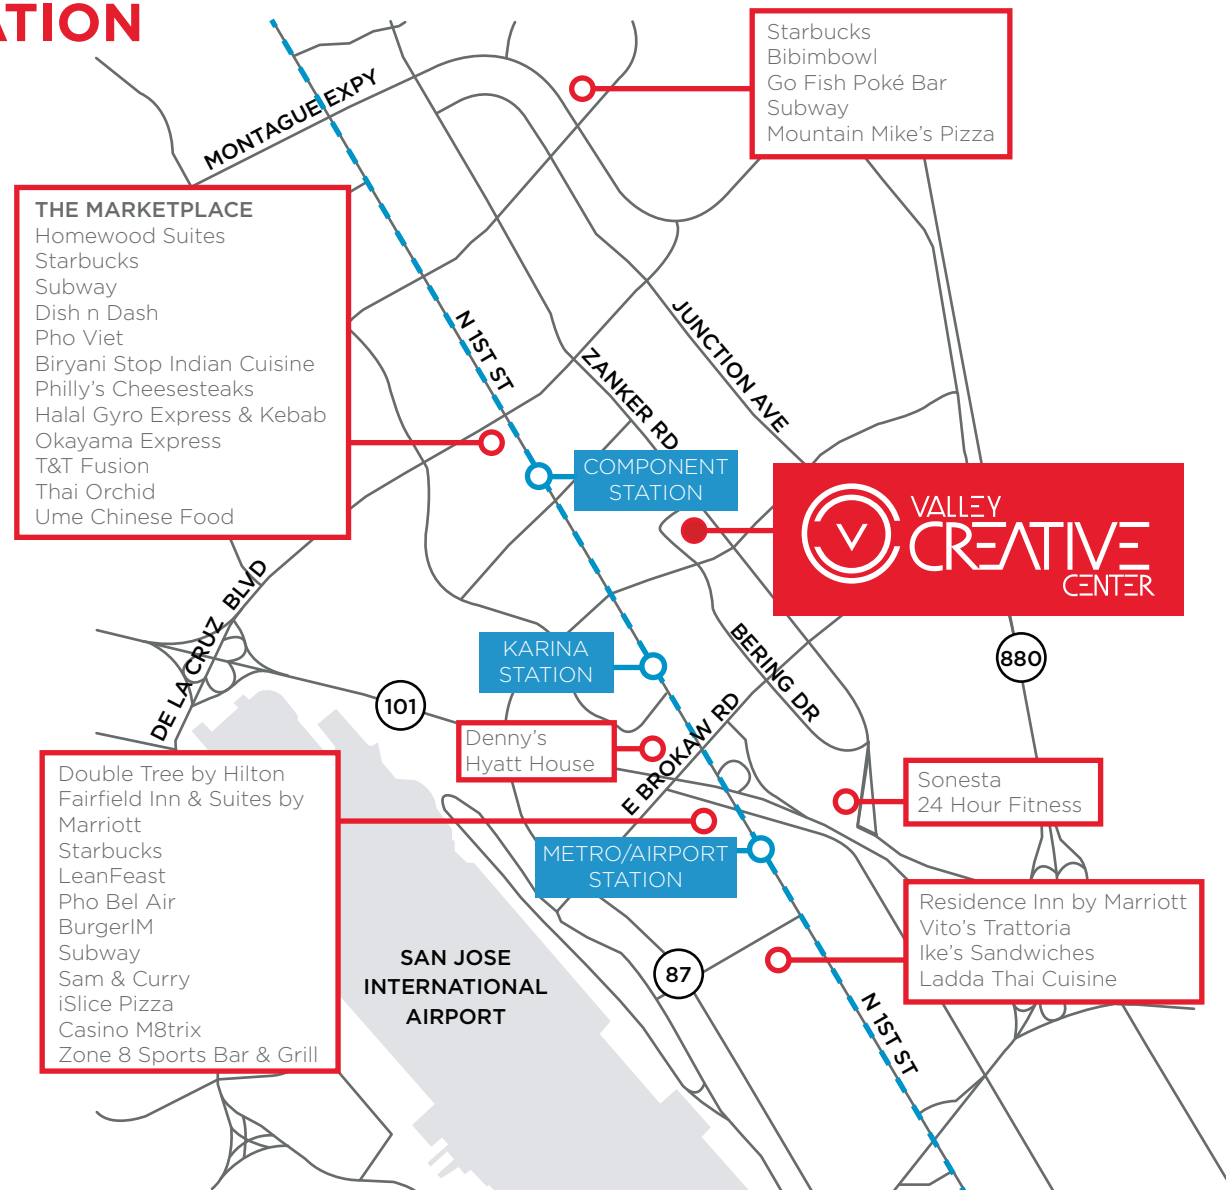 ATION
Starbucks
Bibimbowl
Go Fish Poké Bar
Subway
Mountain Mike's Pizza
MONTAGUE EXPY
THE MARKETPLACE
Homewood Suites
Starbucks
Subway
Dish n Dash
Pho Viet
Biryani Stop Indian Cuisine
Philly's Cheesesteaks
Halal Gyro Express & Kebab
Okayama Express
T&T Fusion
Thai Orchid
Ume Chinese Food
N 1ST ST
JUNCTION AVE
ZANKER RD
COMPONENT
STATION
VALLEY
CREATIVE
CENTER
DE LA CRUZ BLVD
KARINA
STATION
BERING DR
880
101
E BROKAW RD
Denny's
Hyatt House
Double Tree by Hilton
Fairfield Inn & Suites by
Marriott
Starbucks
LeanFeast
Pho Bel Air
BurgerIM
Subway
Sam & Curry
iSlice Pizza
Casino M8trix
Zone 8 Sports Bar & Grill
Sonesta
24 Hour Fitness
METRO/AIRPORT
STATION
Residence Inn by Marriott
Vito's Trattoria
Ike's Sandwiches
Ladda Thai Cuisine
SAN JOSE
INTERNATIONAL
AIRPORT
87
N 1ST ST